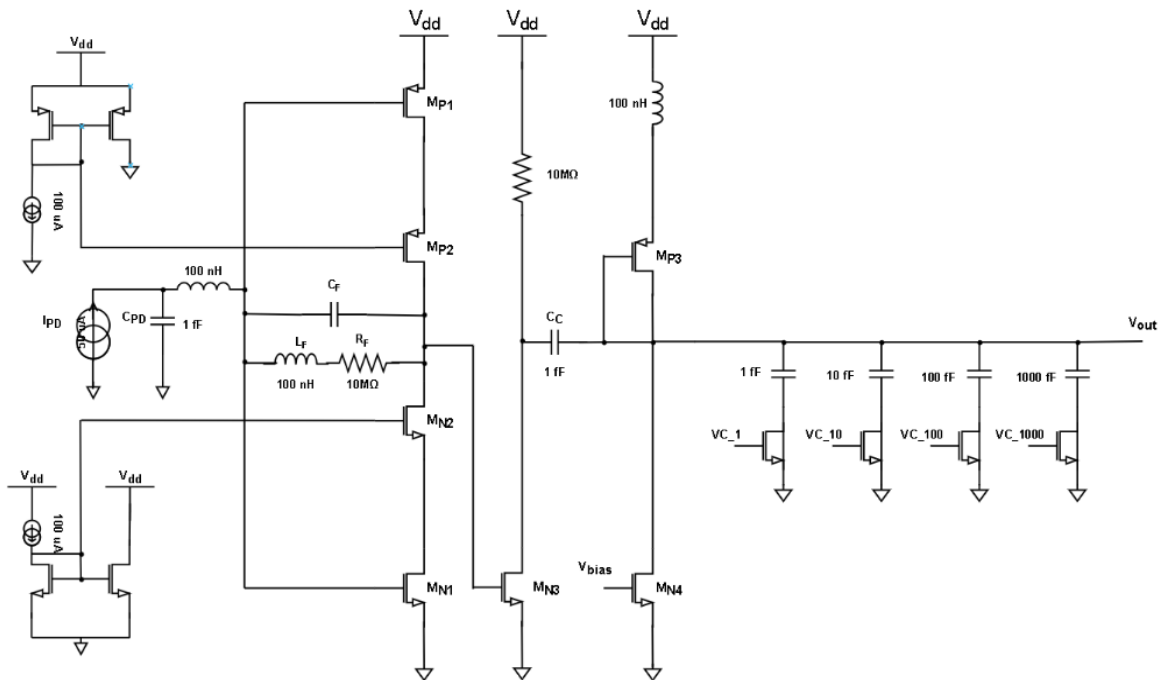 Vdd
Vdd
Vdd
Vdd
MP1
100 nH
10MΩ
100 uA
MP2
MP3
100 nH
CF
IPD
CPD
1 fF
LF
RF
100 nH
10MΩ
CC
1 fF
Vout
1 fF
10 fF
100 fF
1000 fF
MN2
VC_1
VC_10
VC_100
VC_1000
Vdd
Vdd
100 uA
MN1
MN3
Vbias
MN4